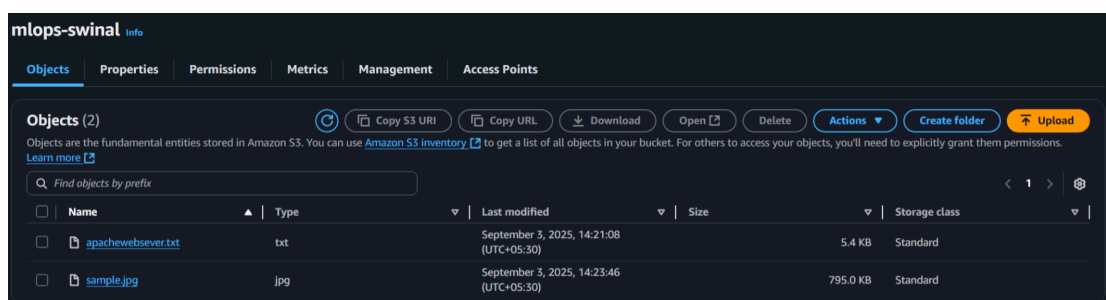 mlops-swinal Info
Objects Properties Permissions Metrics Management Access Points
Objects (2) Copy S3 URI Copy URL Download Open Delete Actions Create folder Upload
Objects are the fundamental entities stored in Amazon S3. You can use Amazon S3 inventory to get a list of all objects in your bucket. For others to access your objects, you'll need to explicitly grant them permissions.
Learn more
Find objects by prefix 1
Name Type Last modified Size Storage class
apachewebsever.txt txt September 3, 2025, 14:21:08 (UTC+05:30) 5.4 KB Standard
sample.jpg jpg September 3, 2025, 14:23:46 (UTC+05:30) 795.0 KB Standard